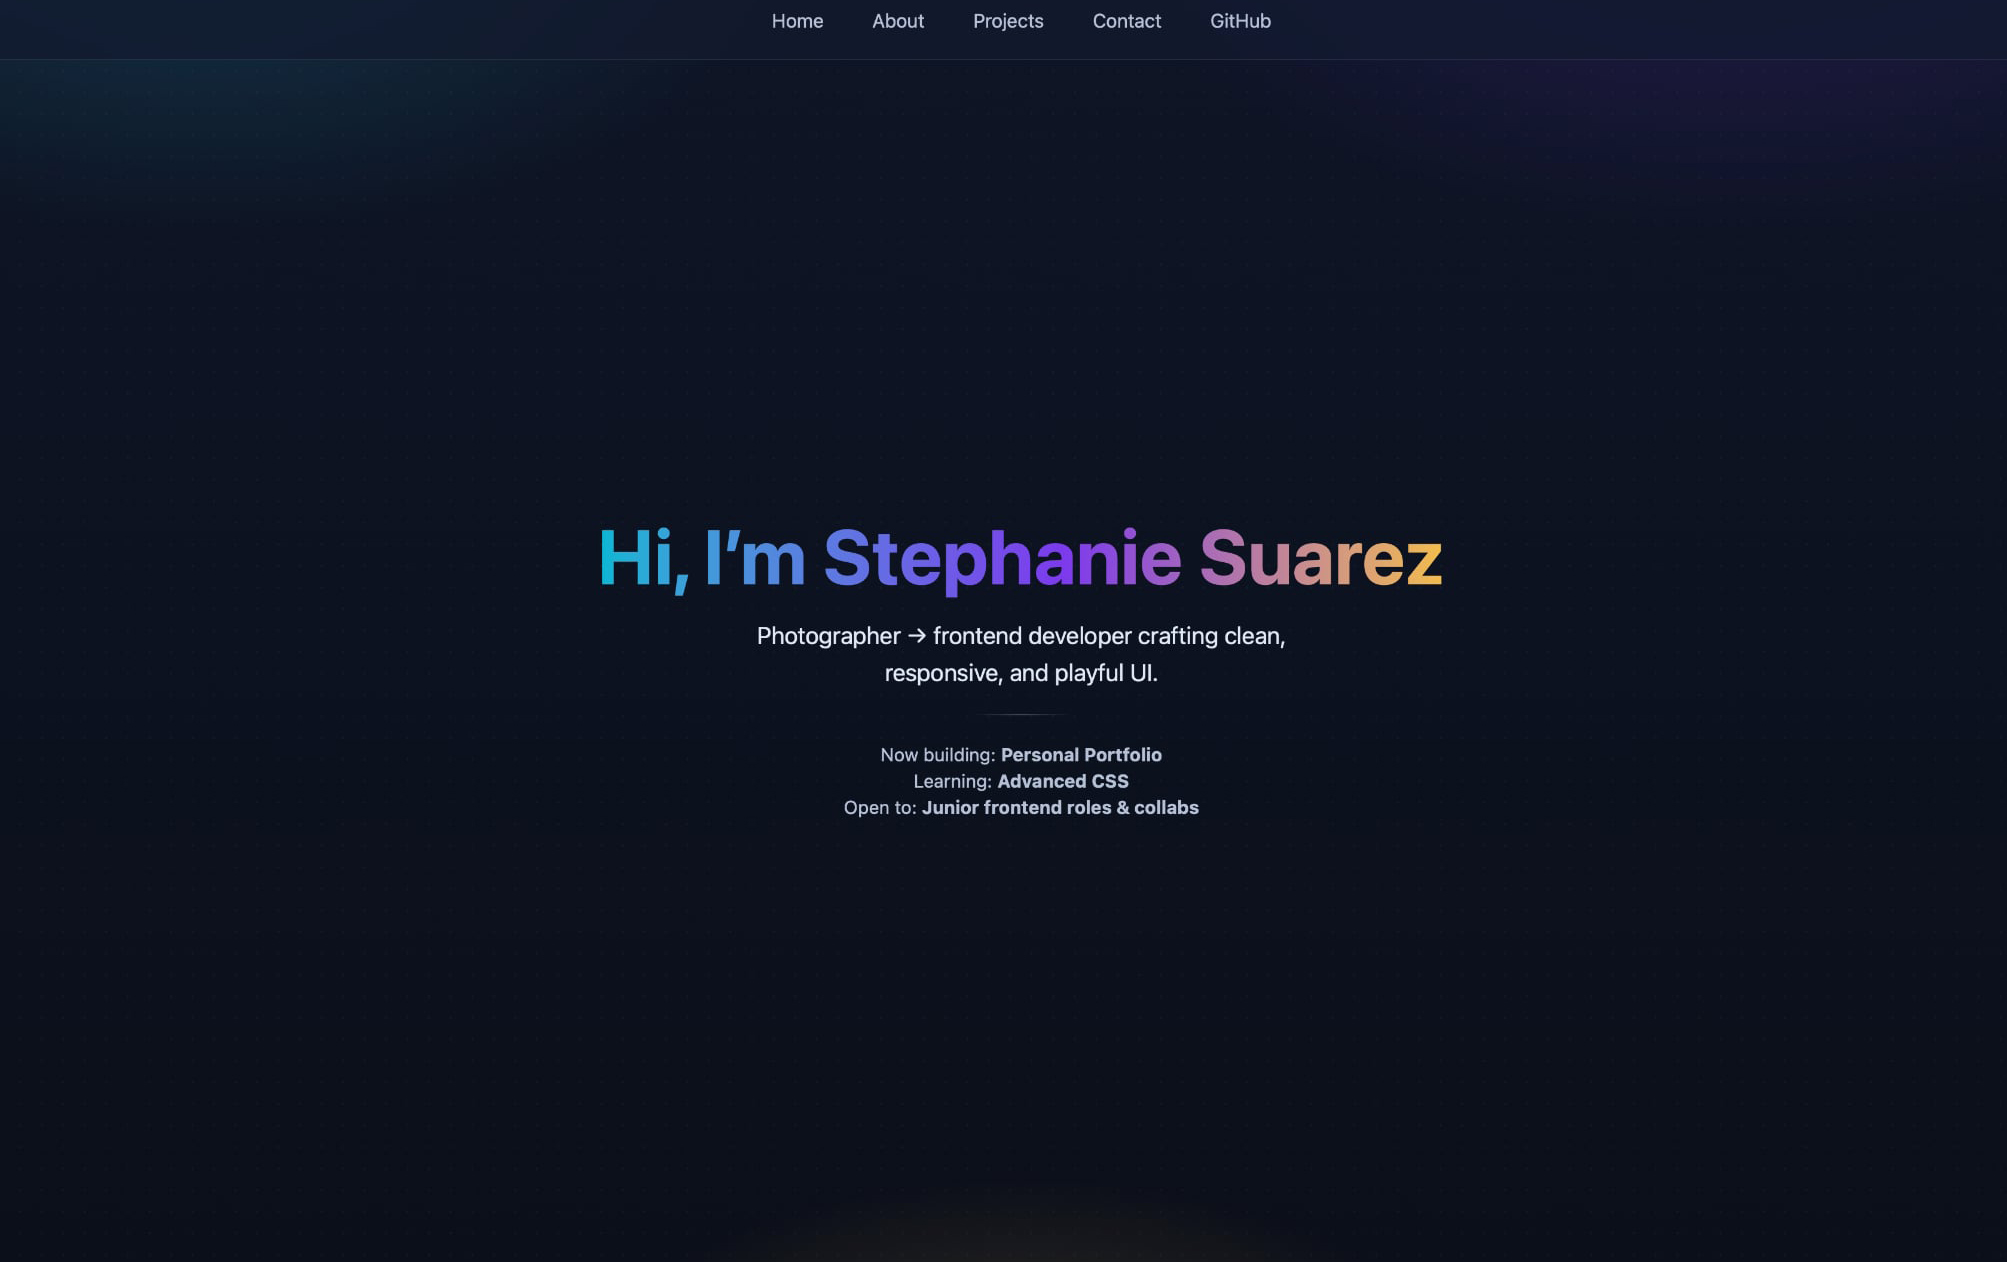 Home About Projects Contact GitHub
Hi, I’m Stephanie Suarez
Photographer → frontend developer crafting clean,
responsive, and playful UI.
Now building: Personal Portfolio
Learning: Advanced CSS
Open to: Junior frontend roles & collabs